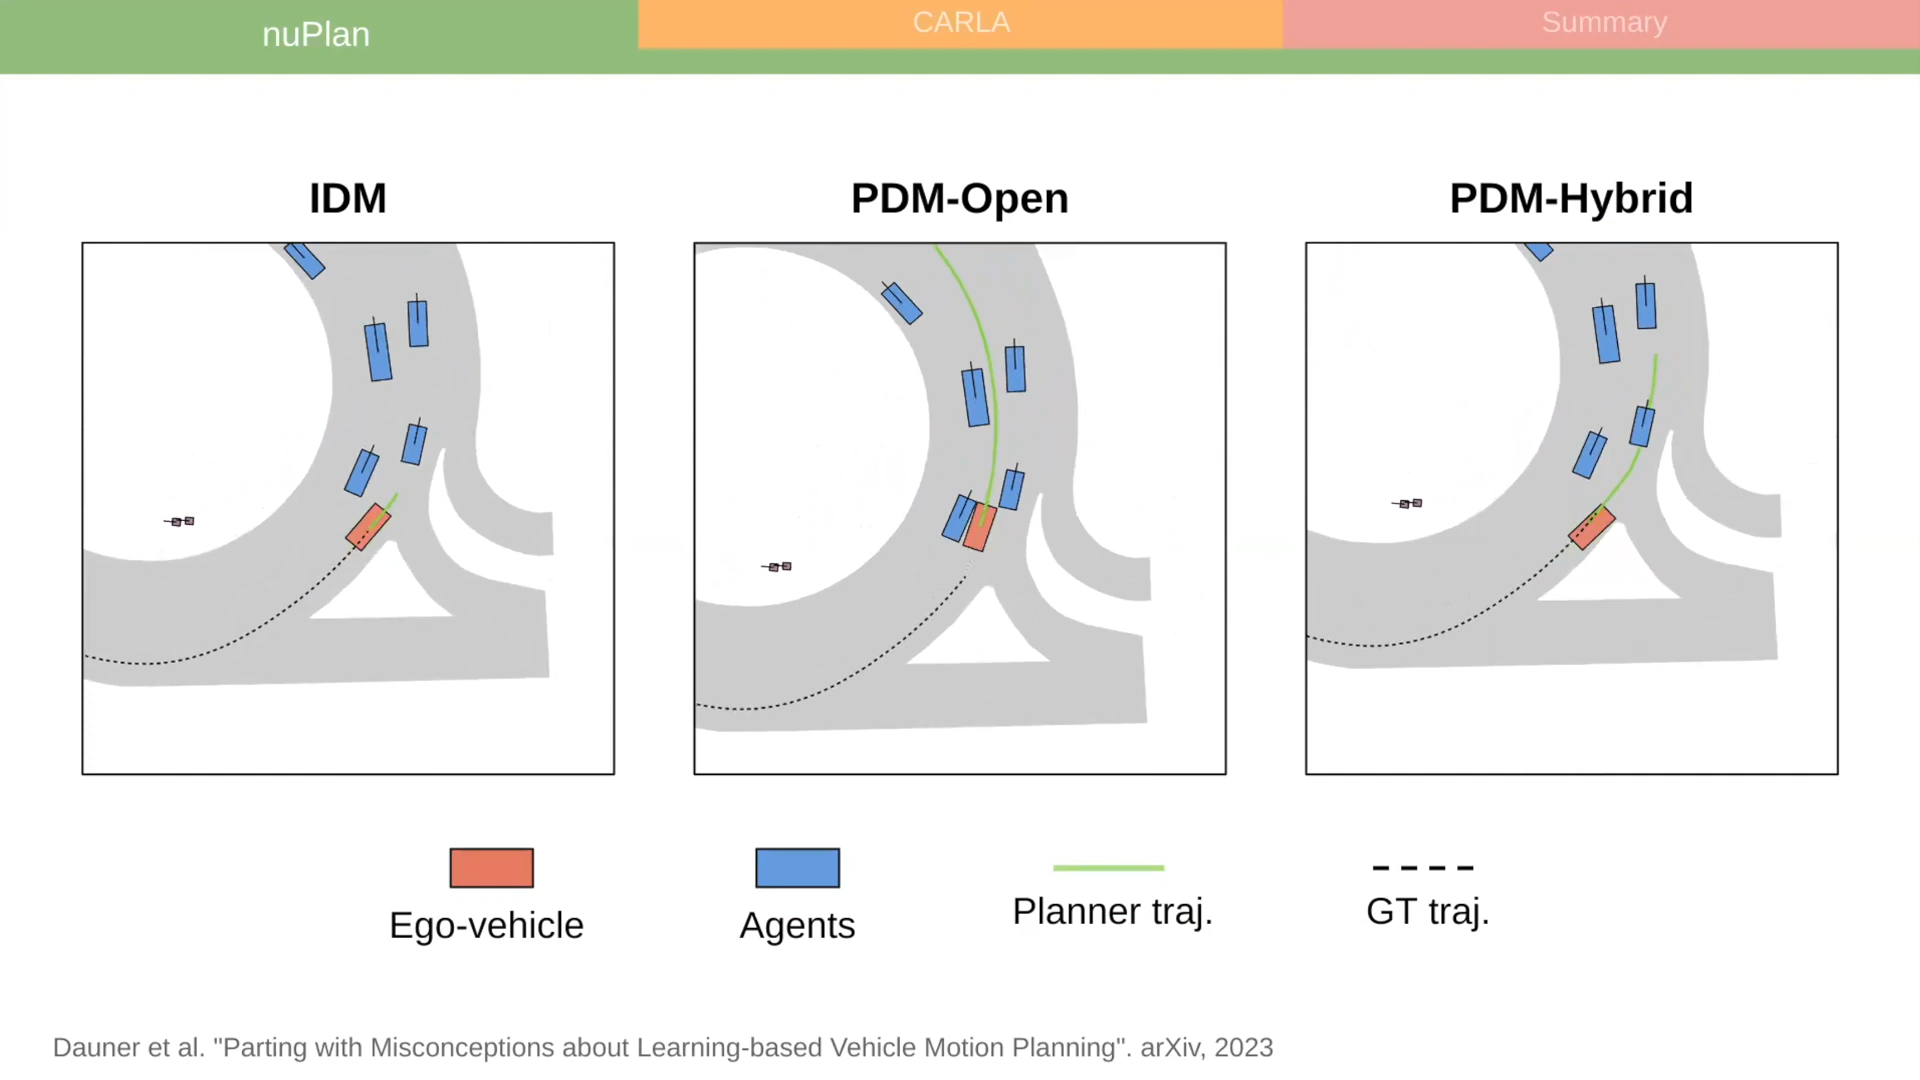 nuPlan
CARLA
Summary
IDM
PDM-Open
PDM-Hybrid
Ego-vehicle
Agents
Planner traj.
GT traj.
Dauner et al. "Parting with Misconceptions about Learning-based Vehicle Motion Planning". arXiv, 2023